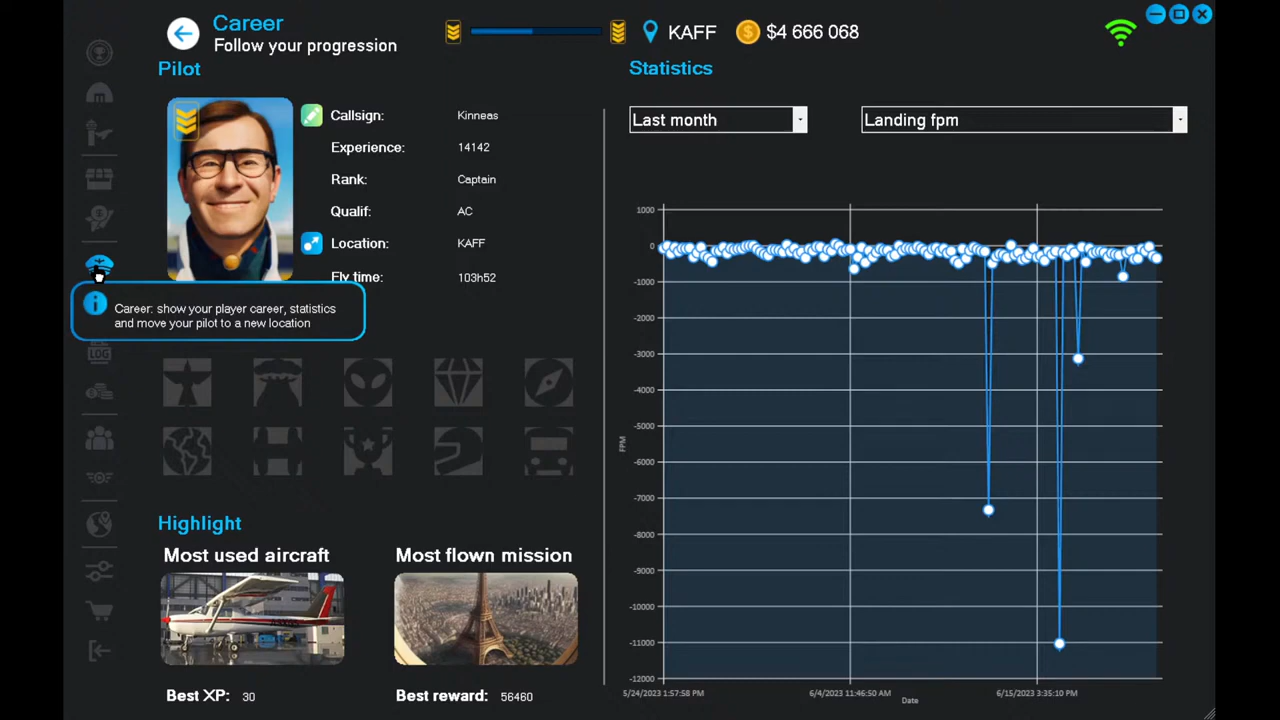 Career
Follow your progression
KAFF
$4 666 068
Pilot
Callsign: Kinneas
Experience: 14142
Rank: Captain
Qualif: AC
Location: KAFF
Fly time: 103h52
Career: show your player career, statistics
and move your pilot to a new location
LOG
Highlight
Most used aircraft
Most flown mission
Best XP: 30
Best reward: 56460
Statistics
Last month
Landing fpm
1000
0
-1000
-2000
-3000
-4000
-5000
-6000
-7000
-8000
-9000
-10000
-11000
-12000
FPM
5/24/2023 1:57:58 PM
6/4/2023 11:46:50 AM
6/15/2023 3:35:10 PM
Date